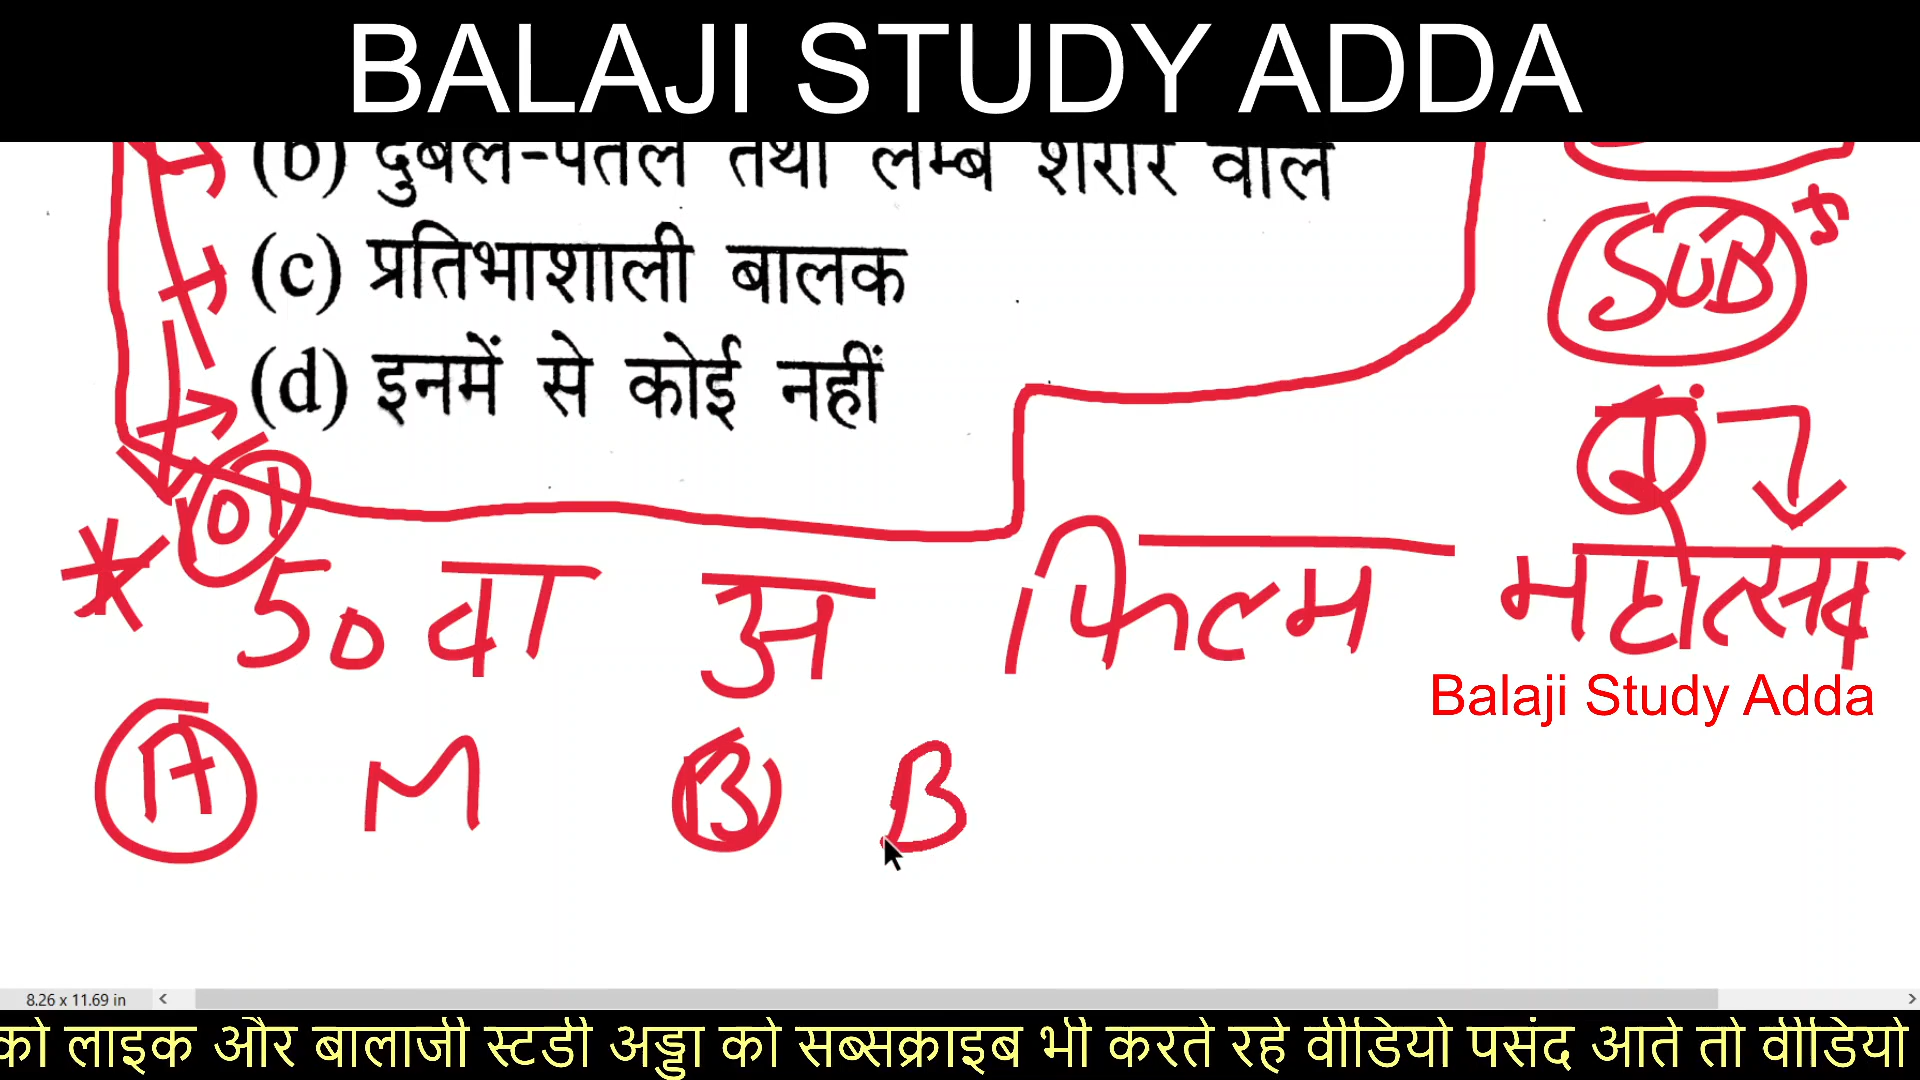 BALAJI STUDY ADDA
(b) दुबले-पतले तथा लम्बे शरीर वाले
(c) प्रतिभाशाली बालक
SUB
(d) इनमें से कोई नहीं
01
50 वा अ फिल्म महोत्सव
Balaji Study Adda
A M B B
8.26 x 11.69 in
को लाइक और बालाजी स्टडी अड्डा को सब्सक्राइब भी करते रहे वीडियो पसंद आते तो वीडियो